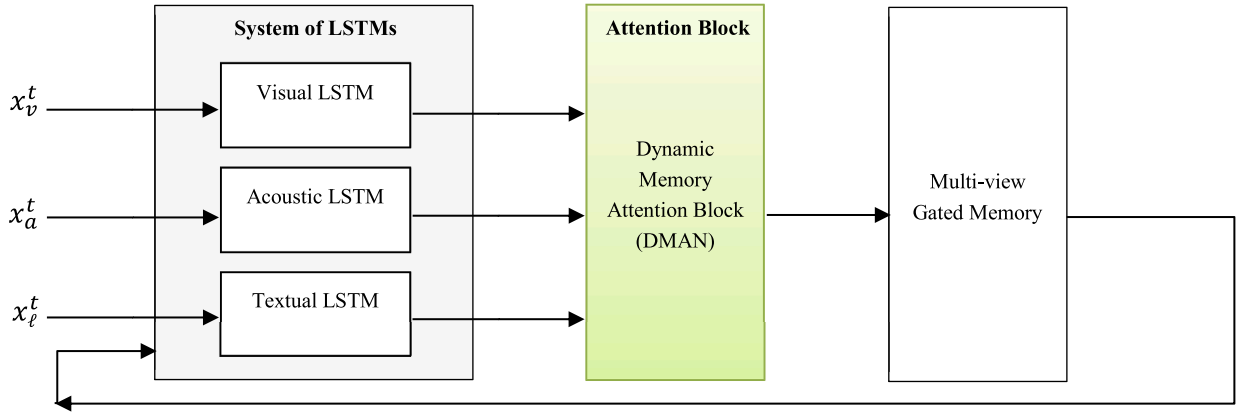 System of LSTMs
Attention Block
x_v^t
Visual LSTM
x_a^t
Acoustic LSTM
x_ℓ^t
Textual LSTM
Dynamic
Memory
Attention Block
(DMAN)
Multi-view
Gated Memory